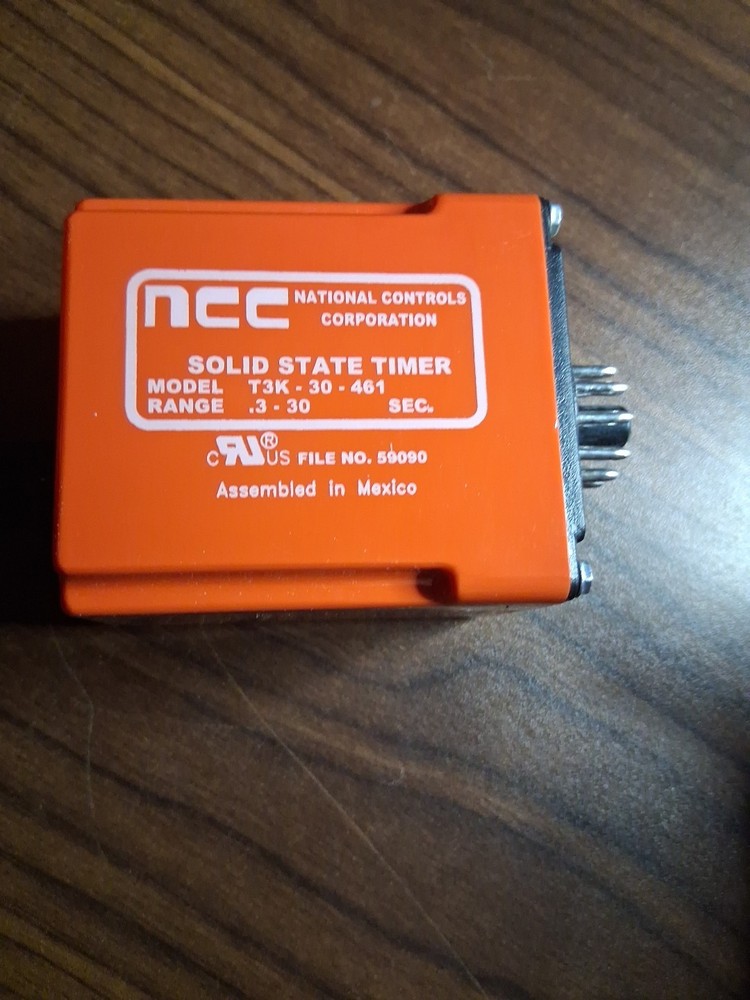 ncc NATIONAL CONTROLS
CORPORATION
SOLID STATE TIMER
MODEL T3K - 30 - 461
RANGE .3 - 30 SEC.
c RU ® US FILE NO. 59090
Assembled in Mexico